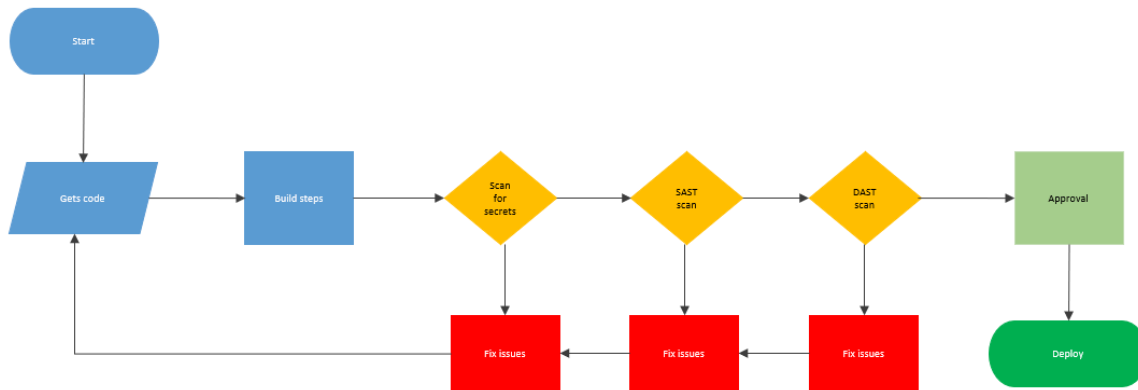 Start
Gets code
Build steps
Scan
for
secrets
SAST
scan
DAST
scan
Approval
Fix issues
Fix issues
Fix issues
Deploy